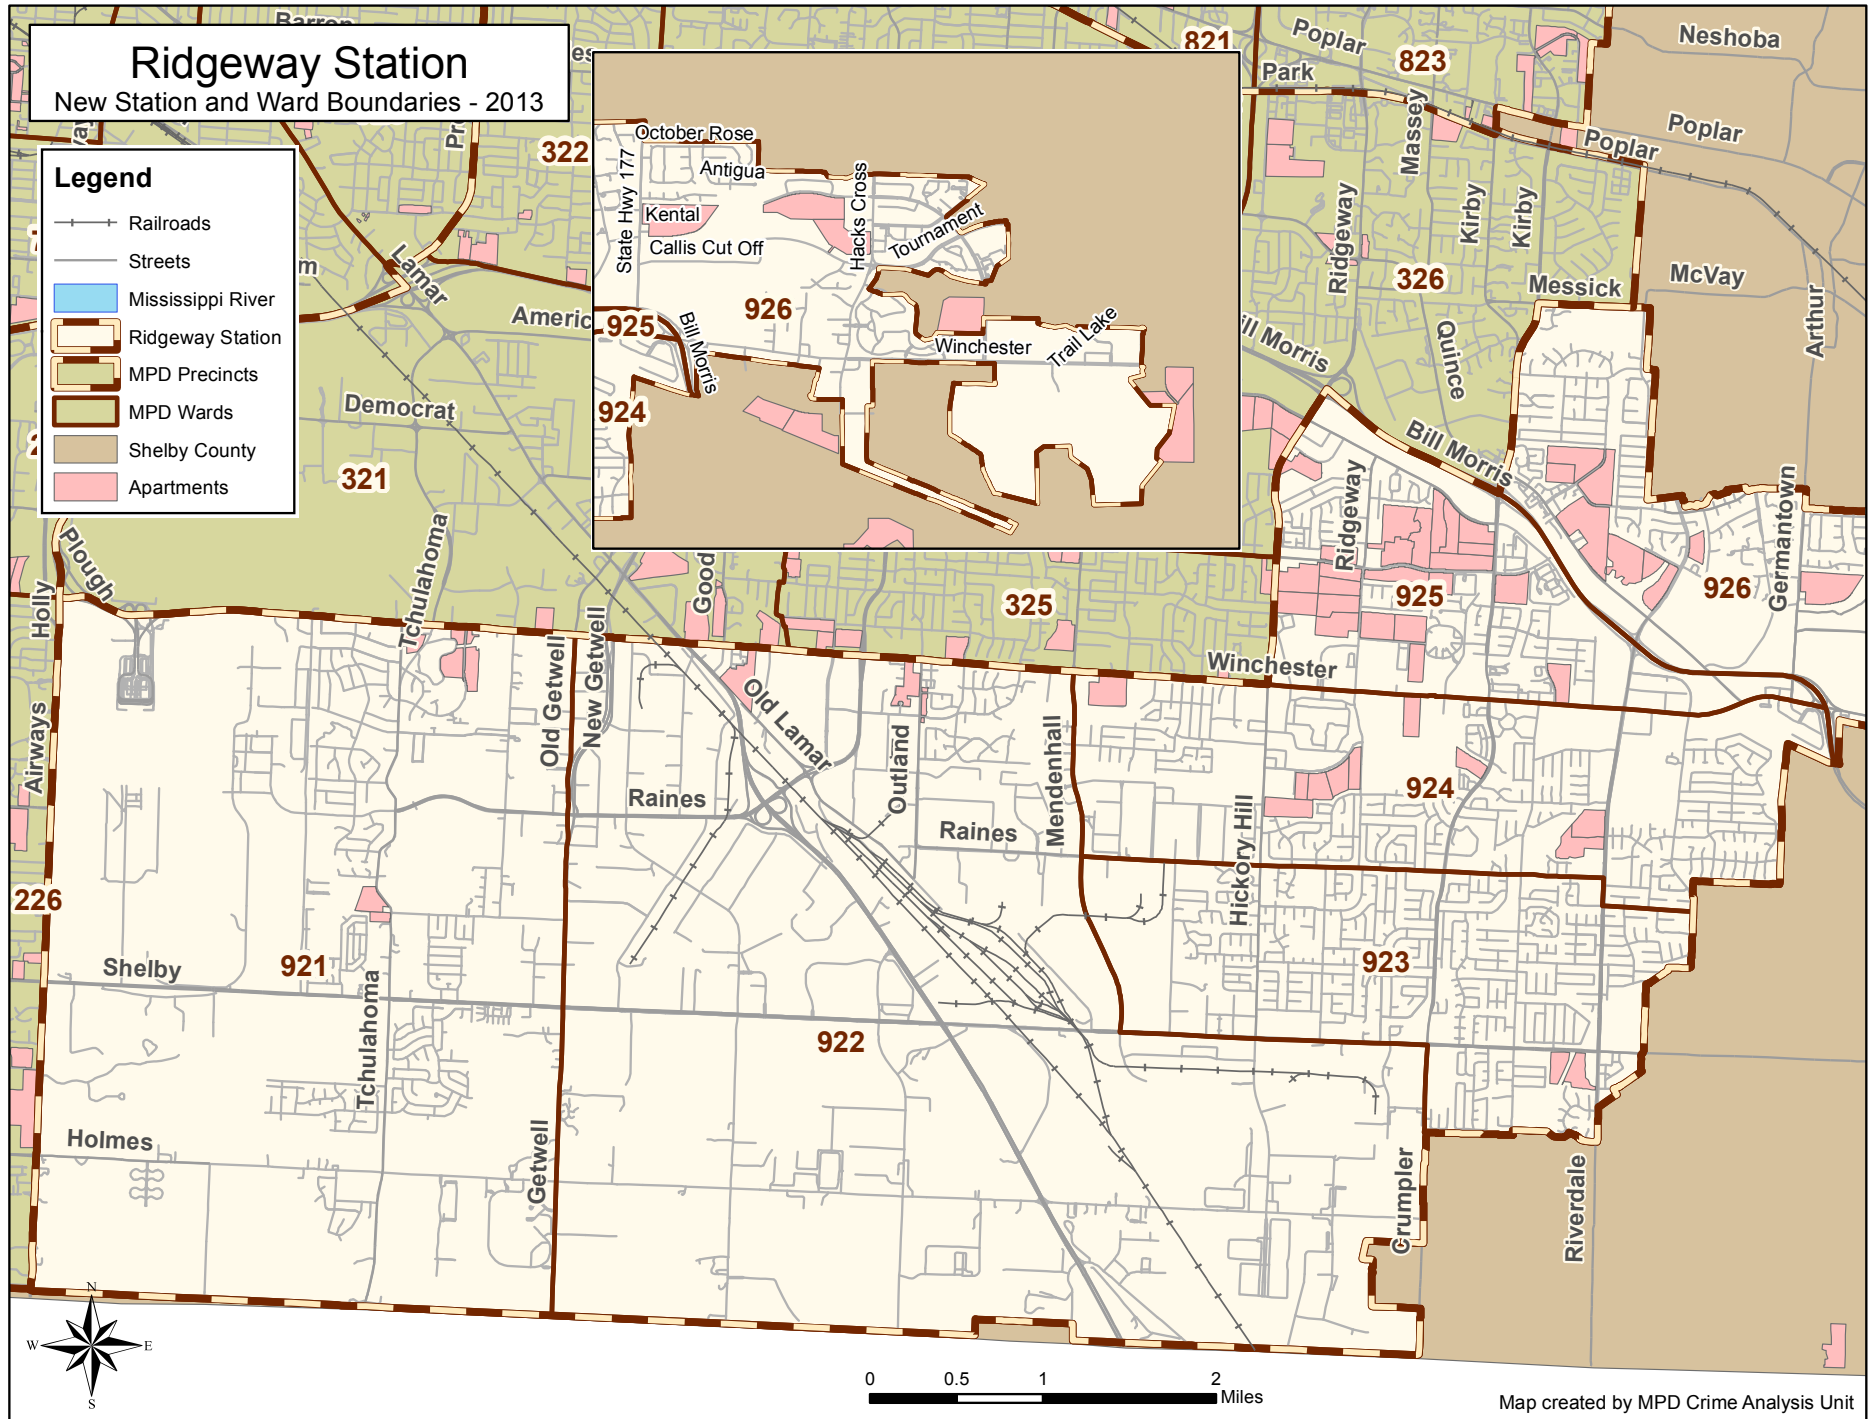 Ridgeway Station
New Station and Ward Boundaries - 2013
Legend
Railroads
Streets
Mississippi River
Ridgeway Station
MPD Precincts
MPD Wards
Shelby County
Apartments
Barron
322
Lamar
Americ
Democrat
321
Plough
Tchulahoma
Holly
Airways
226
October Rose
Antigua
State Hwy 177
Kental
Callis Cut Off
Hacks Cross
Tournament
925
926
Bill Morris
924
Winchester
Trail Lake
821
Poplar
823
Park
Massey
Neshoba
Poplar
Poplar
Ridgeway
Kirby
Kirby
326
Messick
McVay
Arthur
ill Morris
Quince
Bill Morris
Ridgeway
Germantown
925
926
325
Good
Winchester
Old Getwell
New Getwell
Old Lamar
Outland
Mendenhall
Raines
Raines
Hickory Hill
924
923
Shelby
921
Tchulahoma
922
Holmes
Getwell
Crumpler
Riverdale
N
W
E
S
0 0.5 1 2
Miles
Map created by MPD Crime Analysis Unit